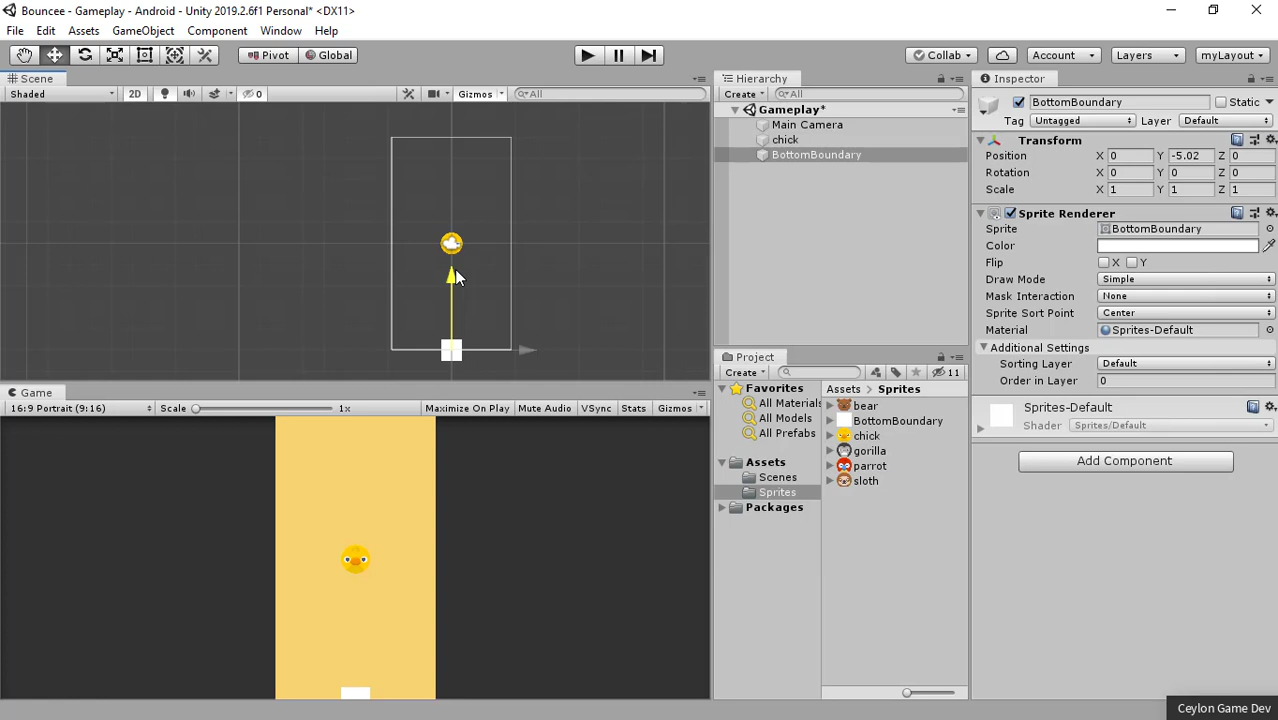 Bouncee - Gameplay - Android - Unity 2019.2.6f1 Personal* <DX11>
File Edit Assets GameObject Component Window Help
Pivot Global Collab Account Layers myLayout
Scene
Shaded 2D 0 Gizmos All
Game
16:9 Portrait (9:16) Scale 1x Maximize On Play Mute Audio VSync Stats Gizmos
Hierarchy
Create All
Gameplay*
Main Camera
chick
BottomBoundary
Project
Create 11
Favorites
All Materials
All Models
All Prefabs
Assets
Scenes
Sprites
Packages
Assets Sprites
bear
BottomBoundary
chick
gorilla
parrot
sloth
Inspector
BottomBoundary Static
Tag Untagged Layer Default
Transform
Position X 0 Y -5.02 Z 0
Rotation X 0 Y 0 Z 0
Scale X 1 Y 1 Z 1
Sprite Renderer
Sprite BottomBoundary
Color
Flip X Y
Draw Mode Simple
Mask Interaction None
Sprite Sort Point Center
Material Sprites-Default
Additional Settings
Sorting Layer Default
Order in Layer 0
Sprites-Default
Shader Sprites/Default
Add Component
Ceylon Game Dev